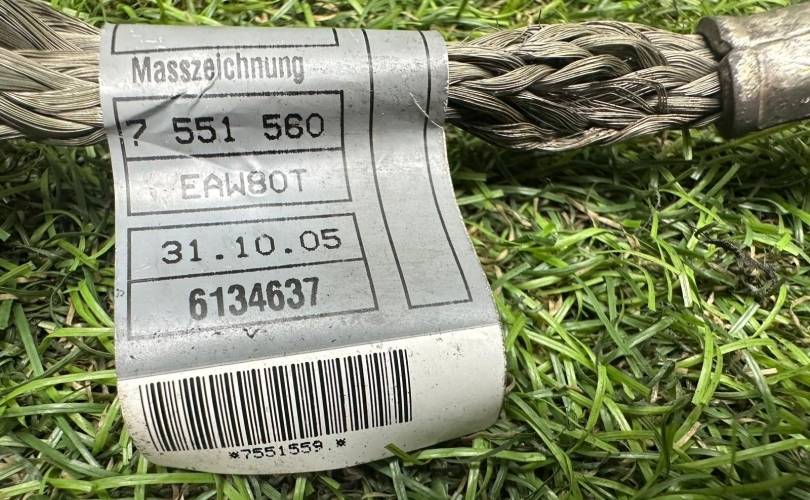 Masszeichnung
7 551 560
EAW80T
31.10.05
6134637
*7551559 *